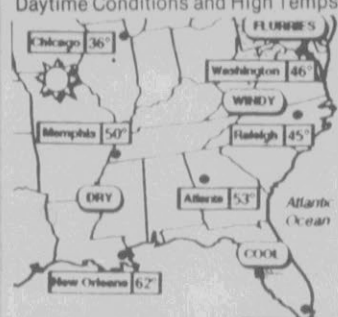 Daytime Conditions and High Temps
FLURRIES
Chicago 36°
Washington 46°
WINDY
Memphis 50°
Raleigh 45°
DRY
Atlanta 53°
Atlantic
Ocean
COOL
New Orleans 62°